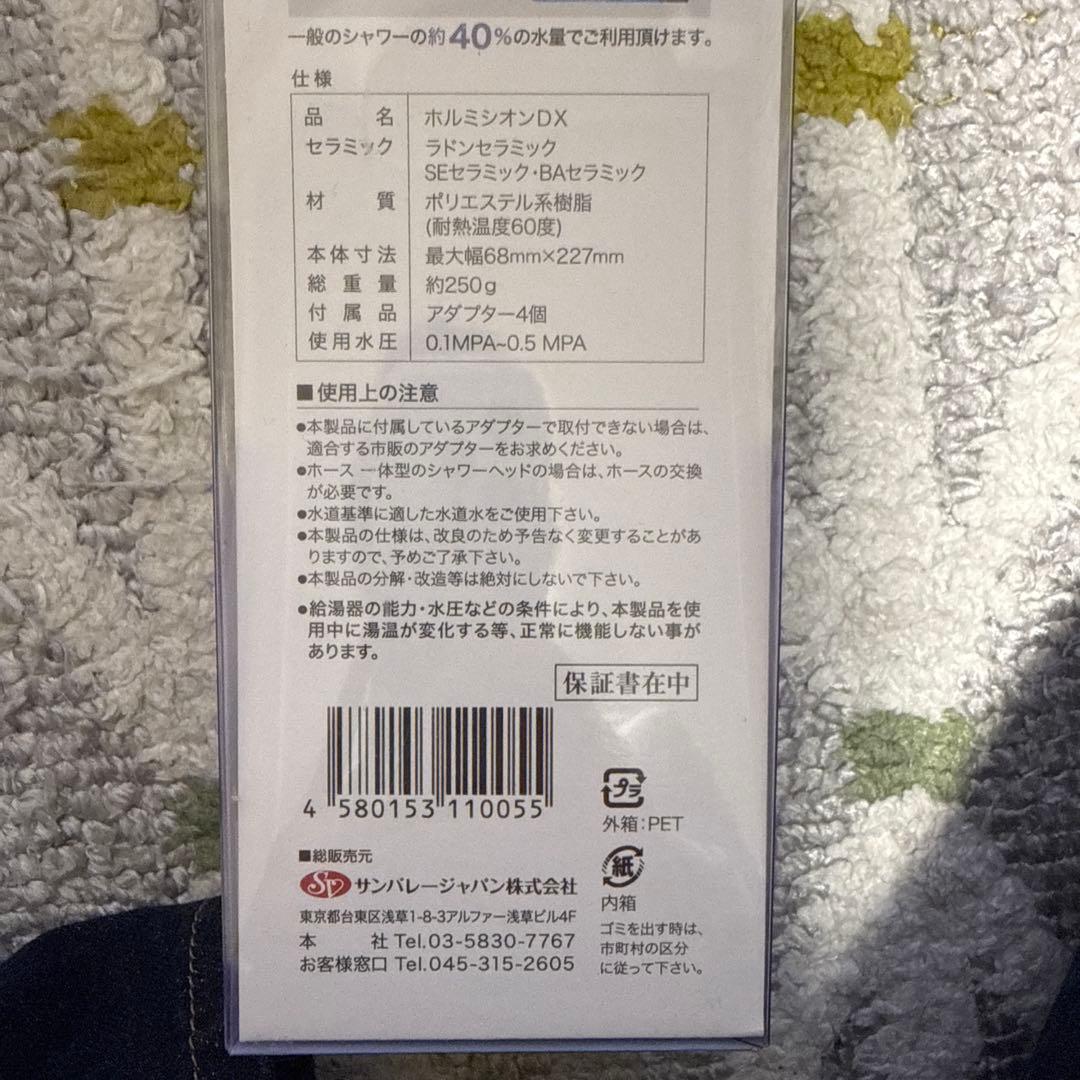 一般のシャワーの約40%の水量でご利用頂けます。
仕様
品名 ホルミシオンDX
セラミック ラドンセラミック
SEセラミック・BAセラミック
材質 ポリエステル系樹脂
(耐熱温度60度)
本体寸法 最大幅68mm×227mm
総重量 約250g
付属品 アダプター4個
使用水圧 0.1MPA~0.5 MPA
■使用上の注意
●本製品に付属しているアダプターで取付できない場合は、
適合する市販のアダプターをお求めください。
●ホース一体型のシャワーヘッドの場合は、ホースの交換
が必要です。
●水道基準に適した水道水をご使用下さい。
●本製品の仕様は、改良のため予告なく変更することがあ
りますので、予めご了承下さい。
●本製品の分解・改造等は絶対にしないで下さい。
●給湯器の能力・水圧などの条件により、本製品を使
用中に湯温が変化する等、正常に機能しない事が
あります。
保証書在中
4 580153 110055
プラ
外箱:PET
■総販売元
SV サンバレージャパン株式会社
紙
内箱
東京都台東区浅草1-8-3アルファー浅草ビル4F
本社 Tel.03-5830-7767
お客様窓口 Tel.045-315-2605
ゴミを出す時は、
市町村の区分
に従って下さい。